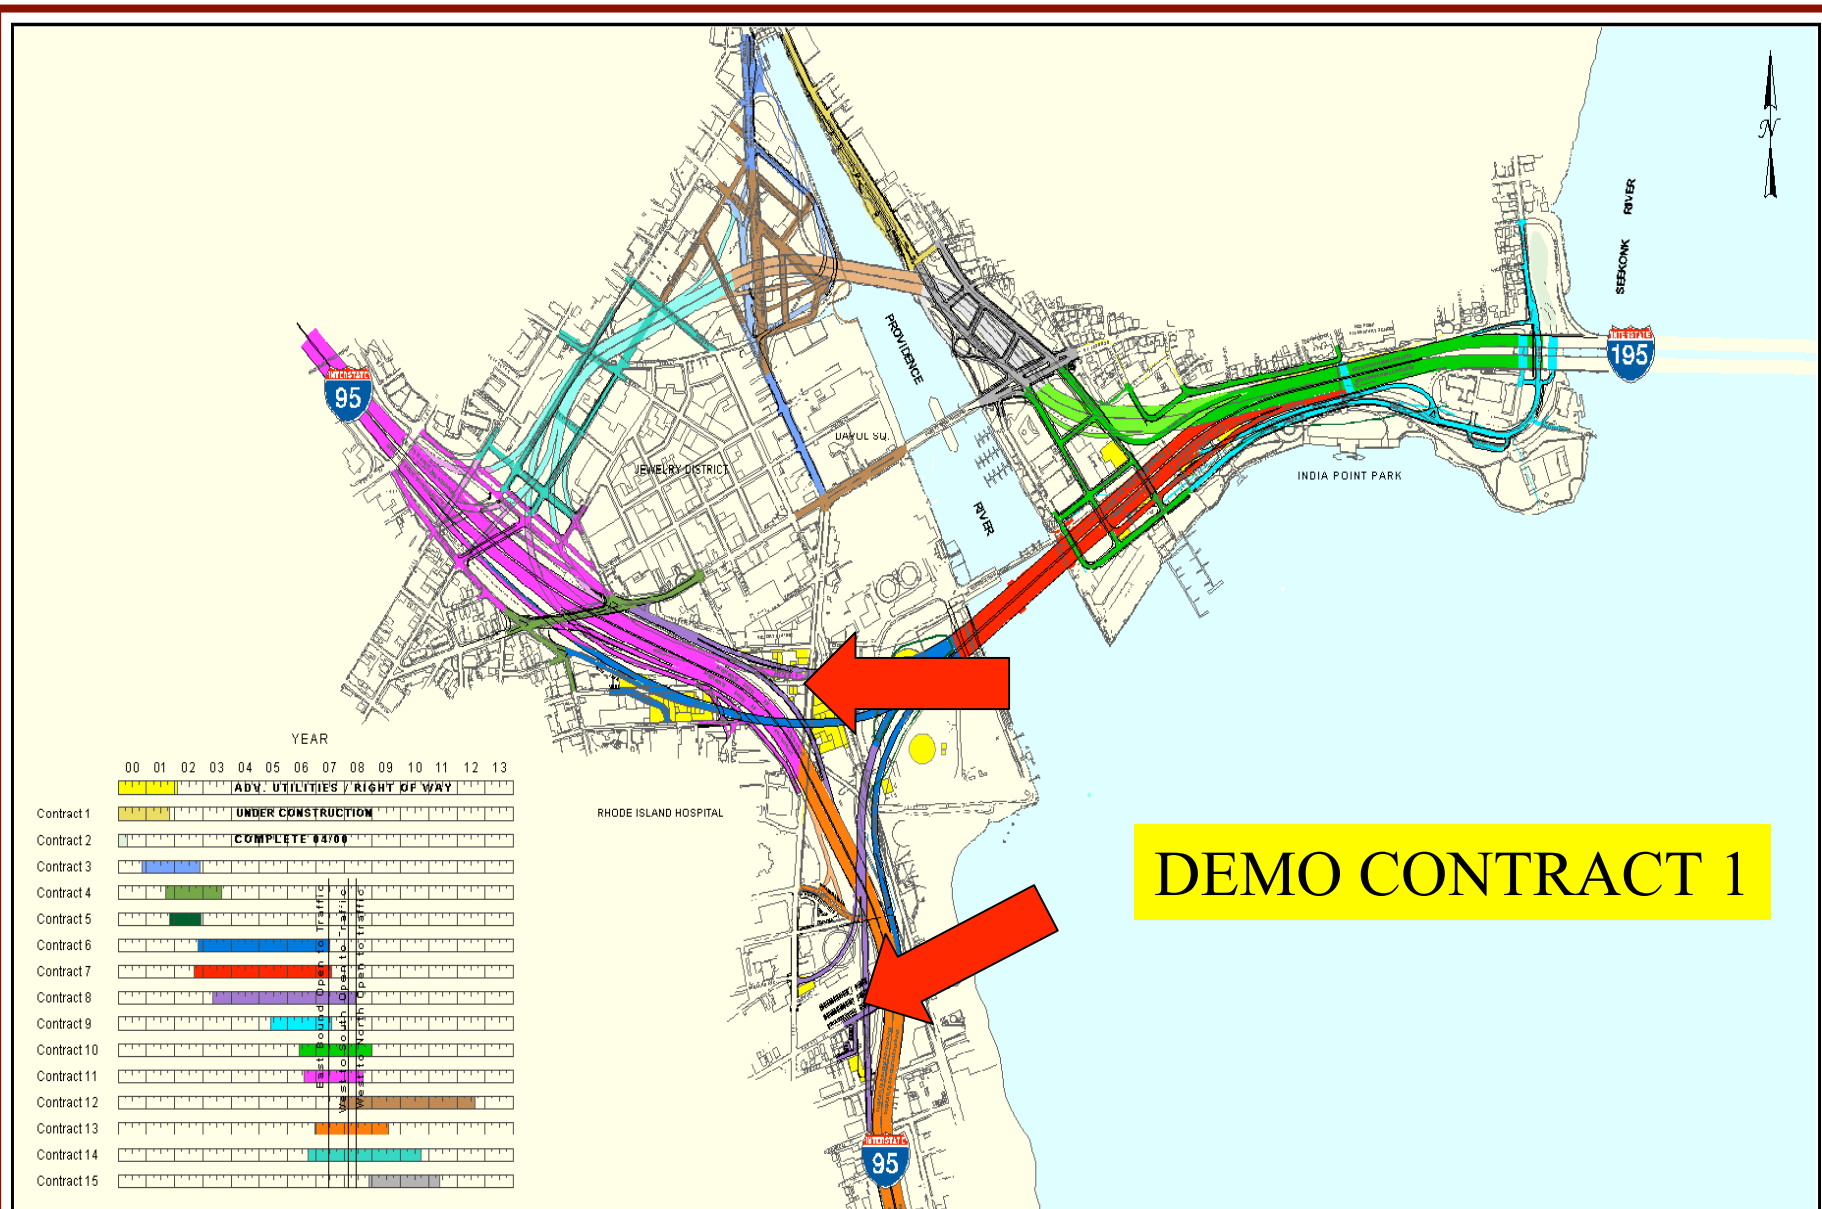 N
SEEKONK RIVER
INTERSTATE
195
PROVIDENCE
RIVER
INTERSTATE
95
DAVOL SQ.
JEWELRY DISTRICT
INDIA POINT PARK
RHODE ISLAND HOSPITAL
DEMO CONTRACT 1
INTERSTATE
95
YEAR
00 01 02 03 04 05 06 07 08 09 10 11 12 13
ADV. UTILITIES / RIGHT OF WAY
Contract 1 UNDER CONSTRUCTION
Contract 2 COMPLETE 04/00
Contract 3
Contract 4
Contract 5
Contract 6
Contract 7
Contract 8
Contract 9
Contract 10
Contract 11
Contract 12
Contract 13
Contract 14
Contract 15
East Bound Open to Traffic
West to South Open to Traffic
West to North Open to traffic